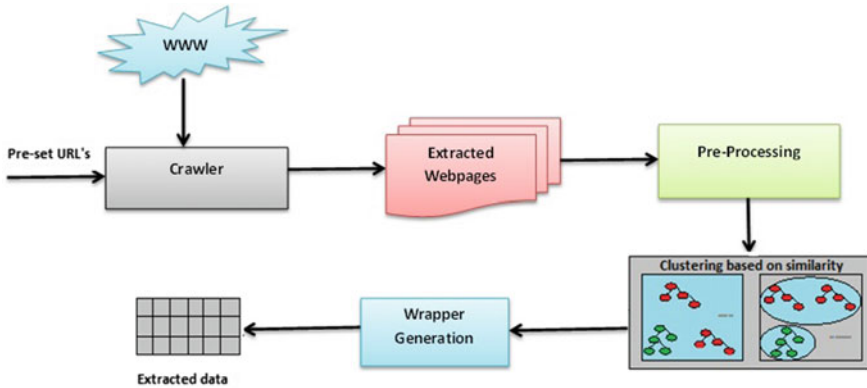 WWW
Pre-set URL's
Crawler
Extracted
Webpages
Pre-Processing
Clustering based on similarity
Wrapper
Generation
Extracted data